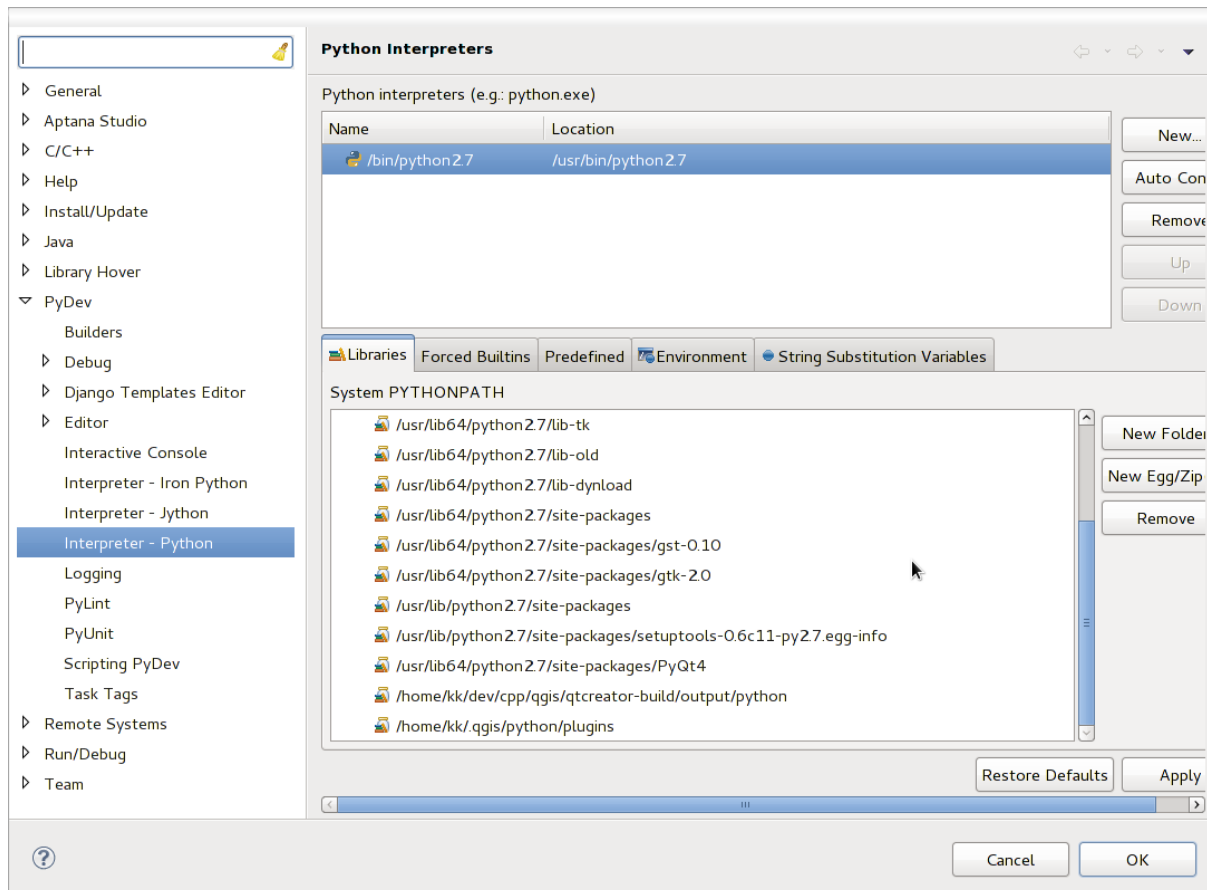 Python Interpreters
General
Aptana Studio
C/C++
Help
Install/Update
Java
Library Hover
PyDev
Builders
Debug
Django Templates Editor
Editor
Interactive Console
Interpreter - Iron Python
Interpreter - Jython
Interpreter - Python
Logging
PyLint
PyUnit
Scripting PyDev
Task Tags
Remote Systems
Run/Debug
Team
Python interpreters (e.g.: python.exe)
Name Location
/bin/python2.7 /usr/bin/python2.7
New...
Auto Con
Remove
Up
Down
Libraries Forced Builtins Predefined Environment String Substitution Variables
System PYTHONPATH
/usr/lib64/python2.7/lib-tk
/usr/lib64/python2.7/lib-old
/usr/lib64/python2.7/lib-dynload
/usr/lib64/python2.7/site-packages
/usr/lib64/python2.7/site-packages/gst-0.10
/usr/lib64/python2.7/site-packages/gtk-2.0
/usr/lib/python2.7/site-packages
/usr/lib/python2.7/site-packages/setuptools-0.6c11-py2.7.egg-info
/usr/lib64/python2.7/site-packages/PyQt4
/home/kk/dev/cpp/qgis/qtcreator-build/output/python
/home/kk/.qgis/python/plugins
New Folder
New Egg/Zip
Remove
Restore Defaults Apply
? Cancel OK